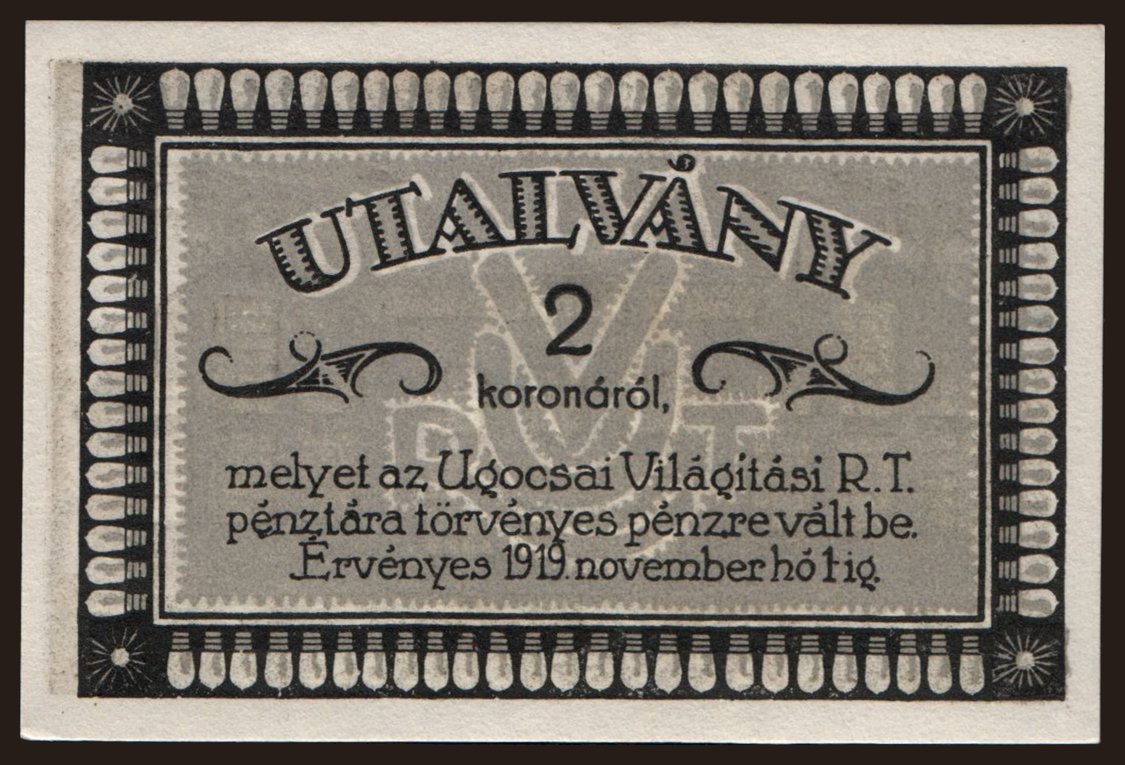 UTALVÁNY
2
koronáról,
melyet az Ugocsai Világitási R.T.
pénztára törvényes pénzre vált be.
Érvényes 1919. november hó 1 ig.